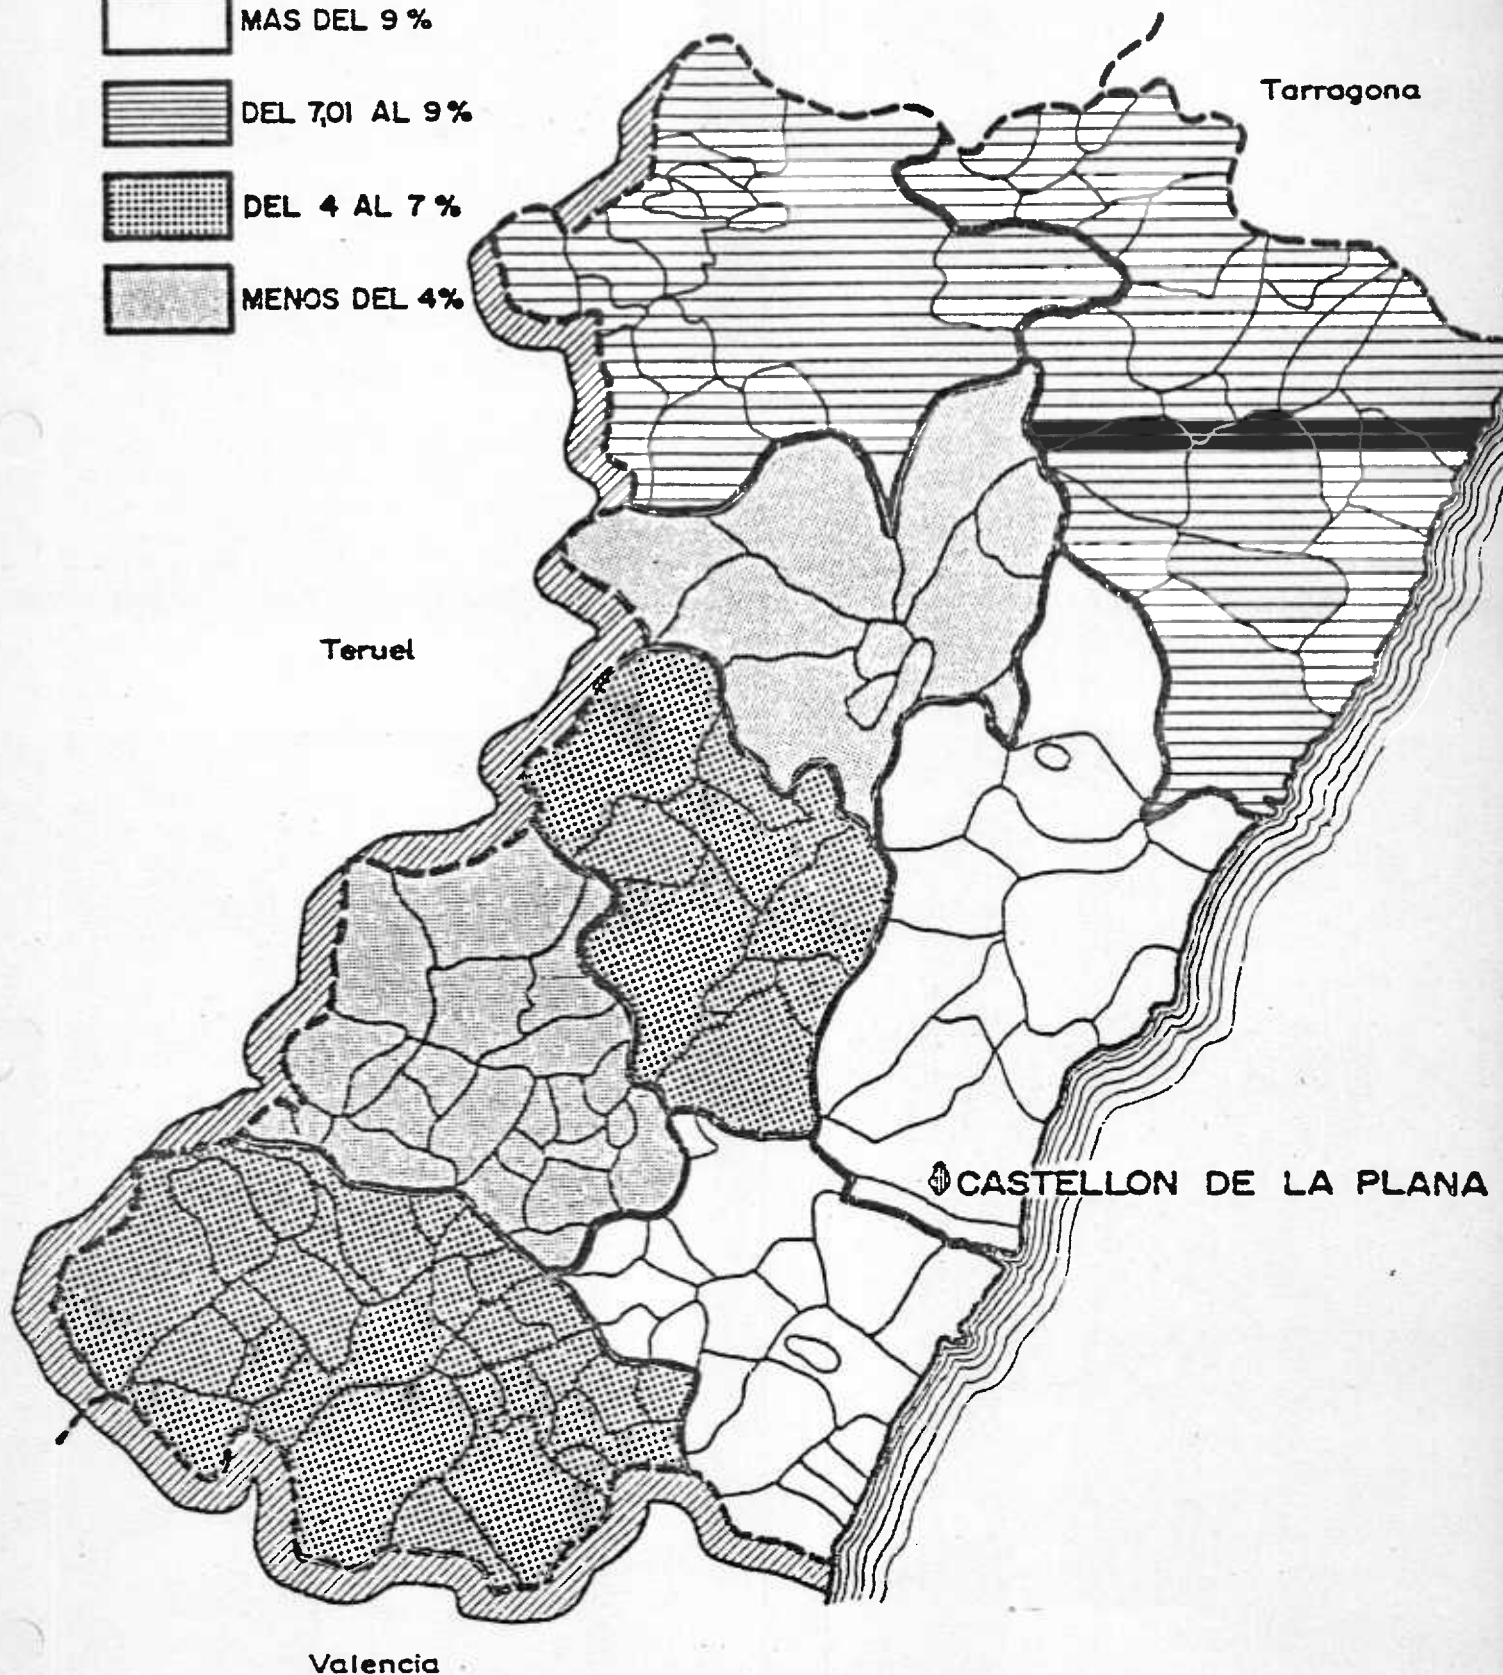 MAS DEL 9 %
DEL 7,01 AL 9 %
DEL 4 AL 7 %
MENOS DEL 4%
Tarragona
Teruel
CASTELLON DE LA PLANA
Valencia